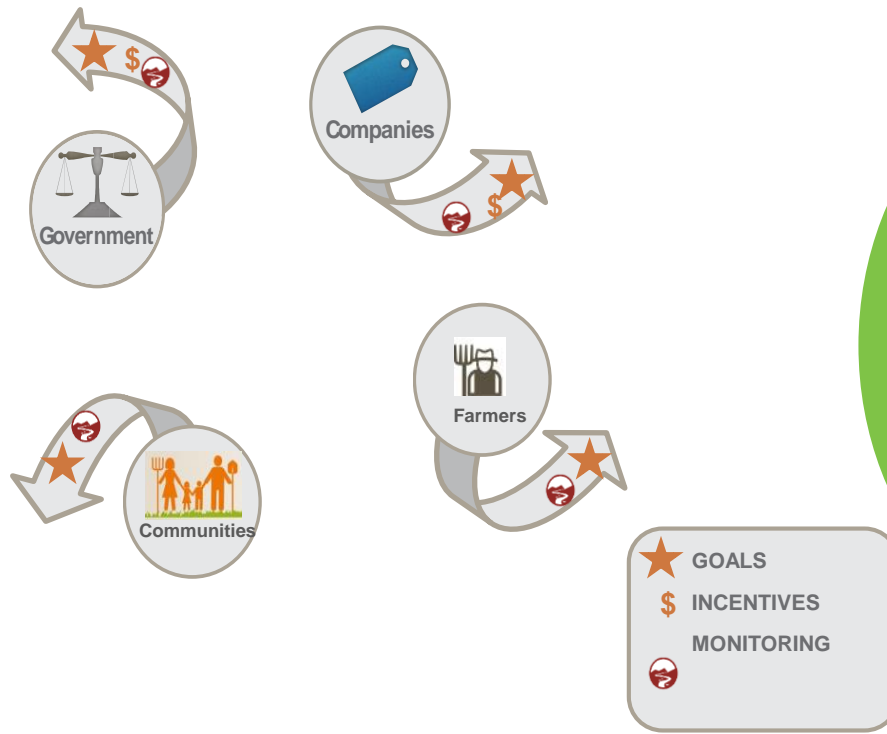 $
Companies
$
Government
Farmers
Communities
GOALS
$ INCENTIVES
MONITORING